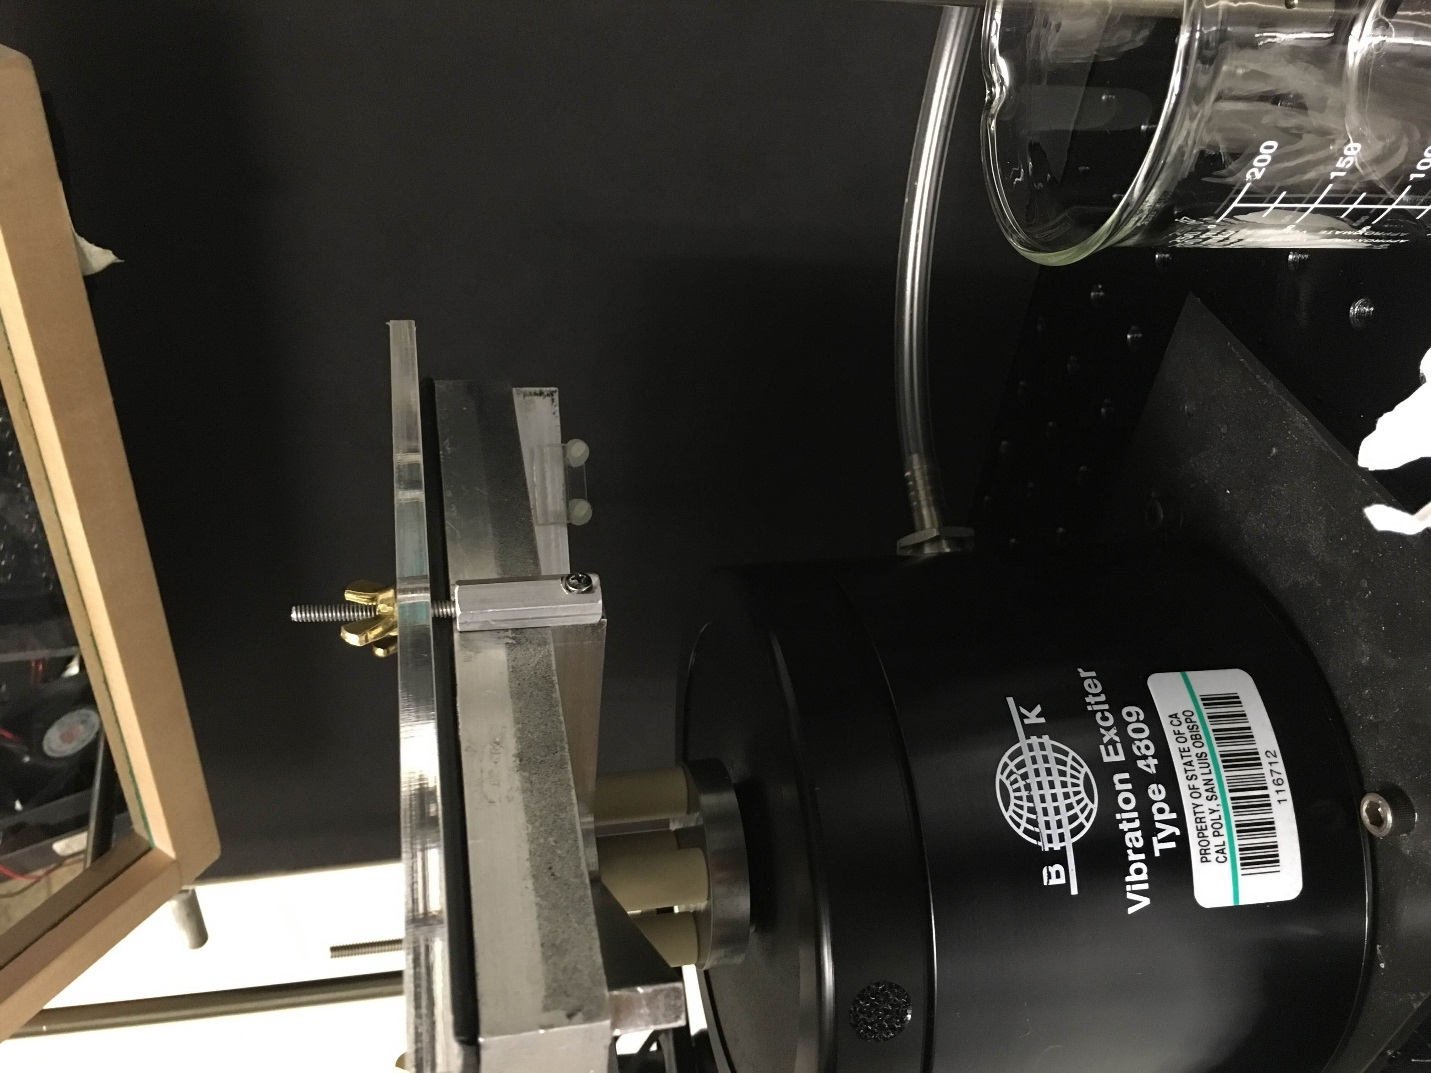 B K
Vibration Exciter
Type 4809
PROPERTY OF STATE OF CA
CAL POLY, SAN LUIS OBISPO
116712
200
150
100